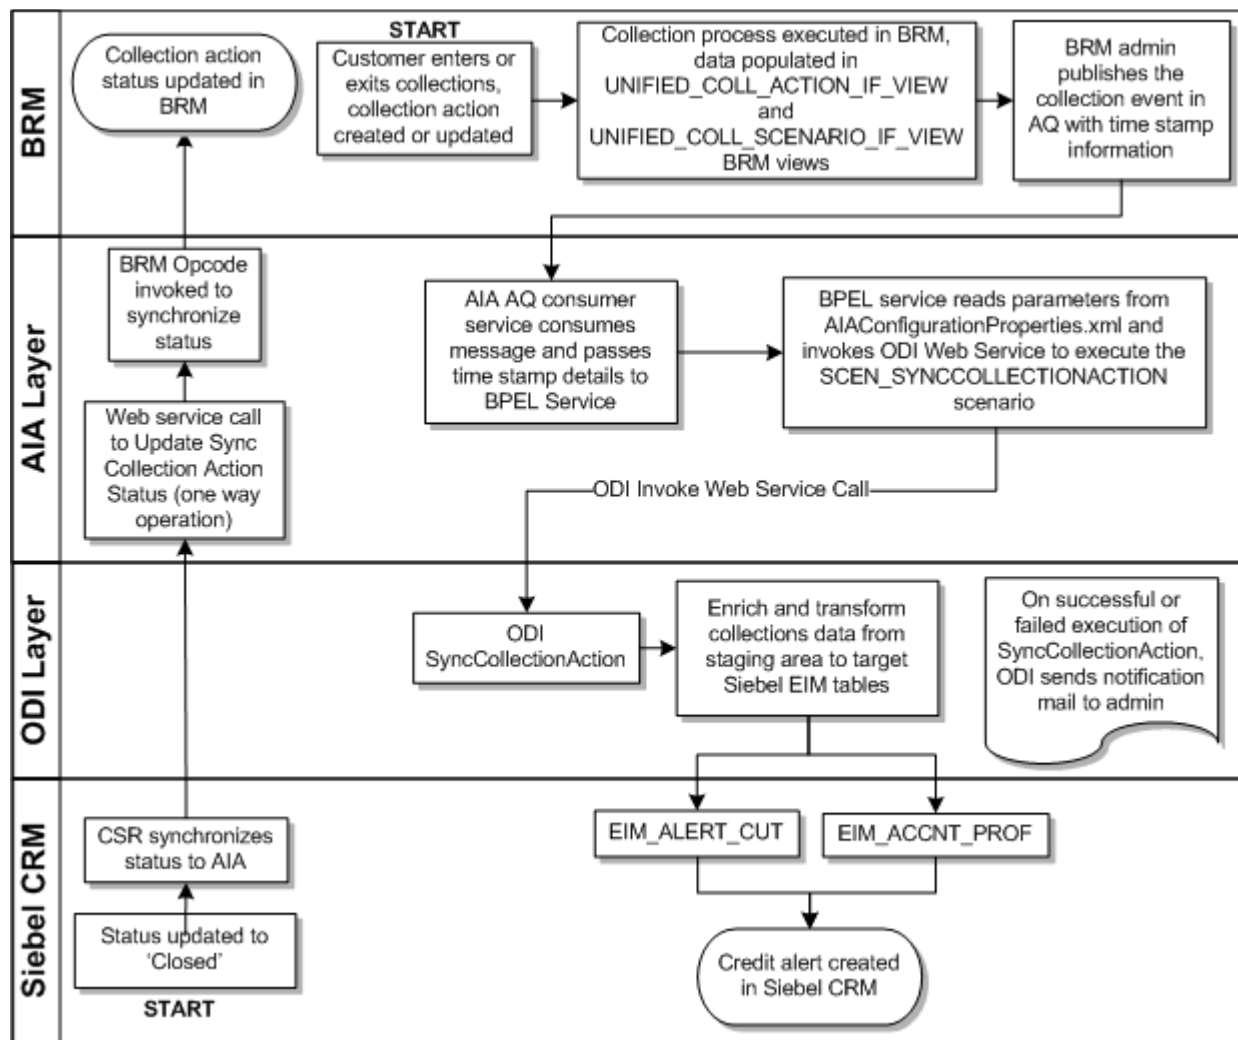 BRM
Collection action
status updated in
BRM
START
Customer enters or
exits collections,
collection action
created or updated
Collection process executed in BRM,
data populated in
UNIFIED_COLL_ACTION_IF_VIEW
and
UNIFIED_COLL_SCENARIO_IF_VIEW
BRM views
BRM admin
publishes the
collection event in
AQ with time stamp
information
AIA Layer
BRM Opcode
invoked to
synchronize
status
Web service call
to Update Sync
Collection Action
Status (one way
operation)
AIA AQ consumer
service consumes
message and passes
time stamp details to
BPEL Service
BPEL service reads parameters from
AIAConfigurationProperties.xml and
invokes ODI Web Service to execute the
SCEN_SYNCCOLLECTIONACTION
scenario
ODI Invoke Web Service Call
ODI Layer
ODI
SyncCollectionAction
Enrich and transform
collections data from
staging area to target
Siebel EIM tables
On successful or
failed execution of
SyncCollectionAction,
ODI sends notification
mail to admin
Siebel CRM
CSR synchronizes
status to AIA
Status updated to
‘Closed’
START
EIM_ALERT_CUT
EIM_ACCNT_PROF
Credit alert created
in Siebel CRM